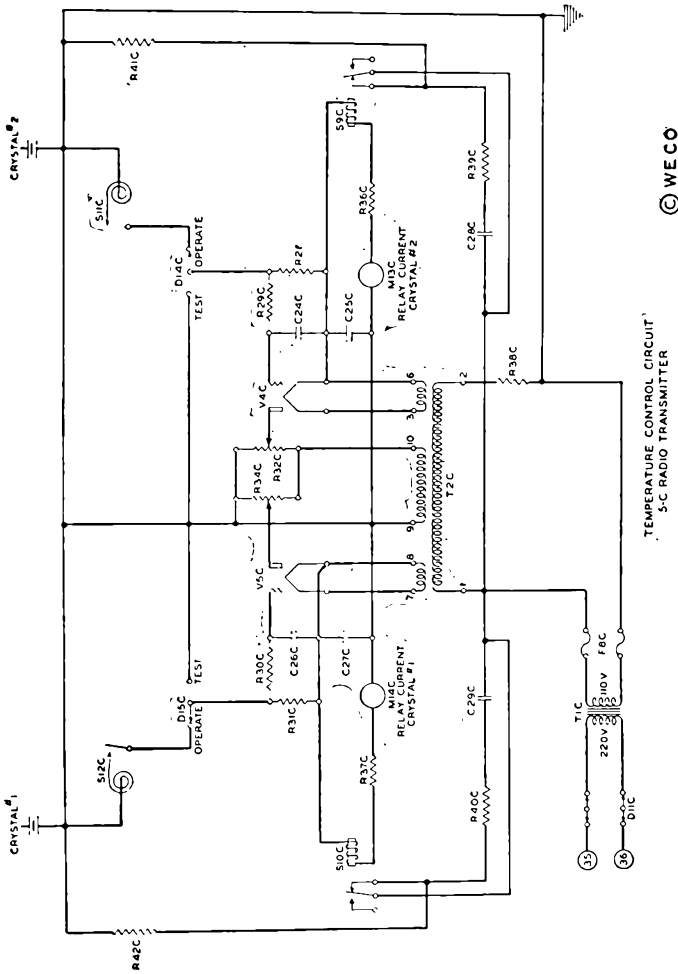 CRYSTAL #1
CRYSTAL #2
R42C
R41C
S12C
S11C
D15C
D14C
OPERATE
TEST
TEST
OPERATE
R30C
R31C
C26C
C27C
V5C
R34C
R32C
V4C
R29C
C24C
C25C
S10C
R37C
M14C
RELAY CURRENT
CRYSTAL #1
M13C
RELAY CURRENT
CRYSTAL #2
R36C
S9C
7
8
9
10
3
6
1
2
T2C
R40C
C29C
C28C
R39C
R38C
35
36
D11C
T1C
220V
110V
F8C
TEMPERATURE CONTROL CIRCUIT
5-C RADIO TRANSMITTER
© WE CO